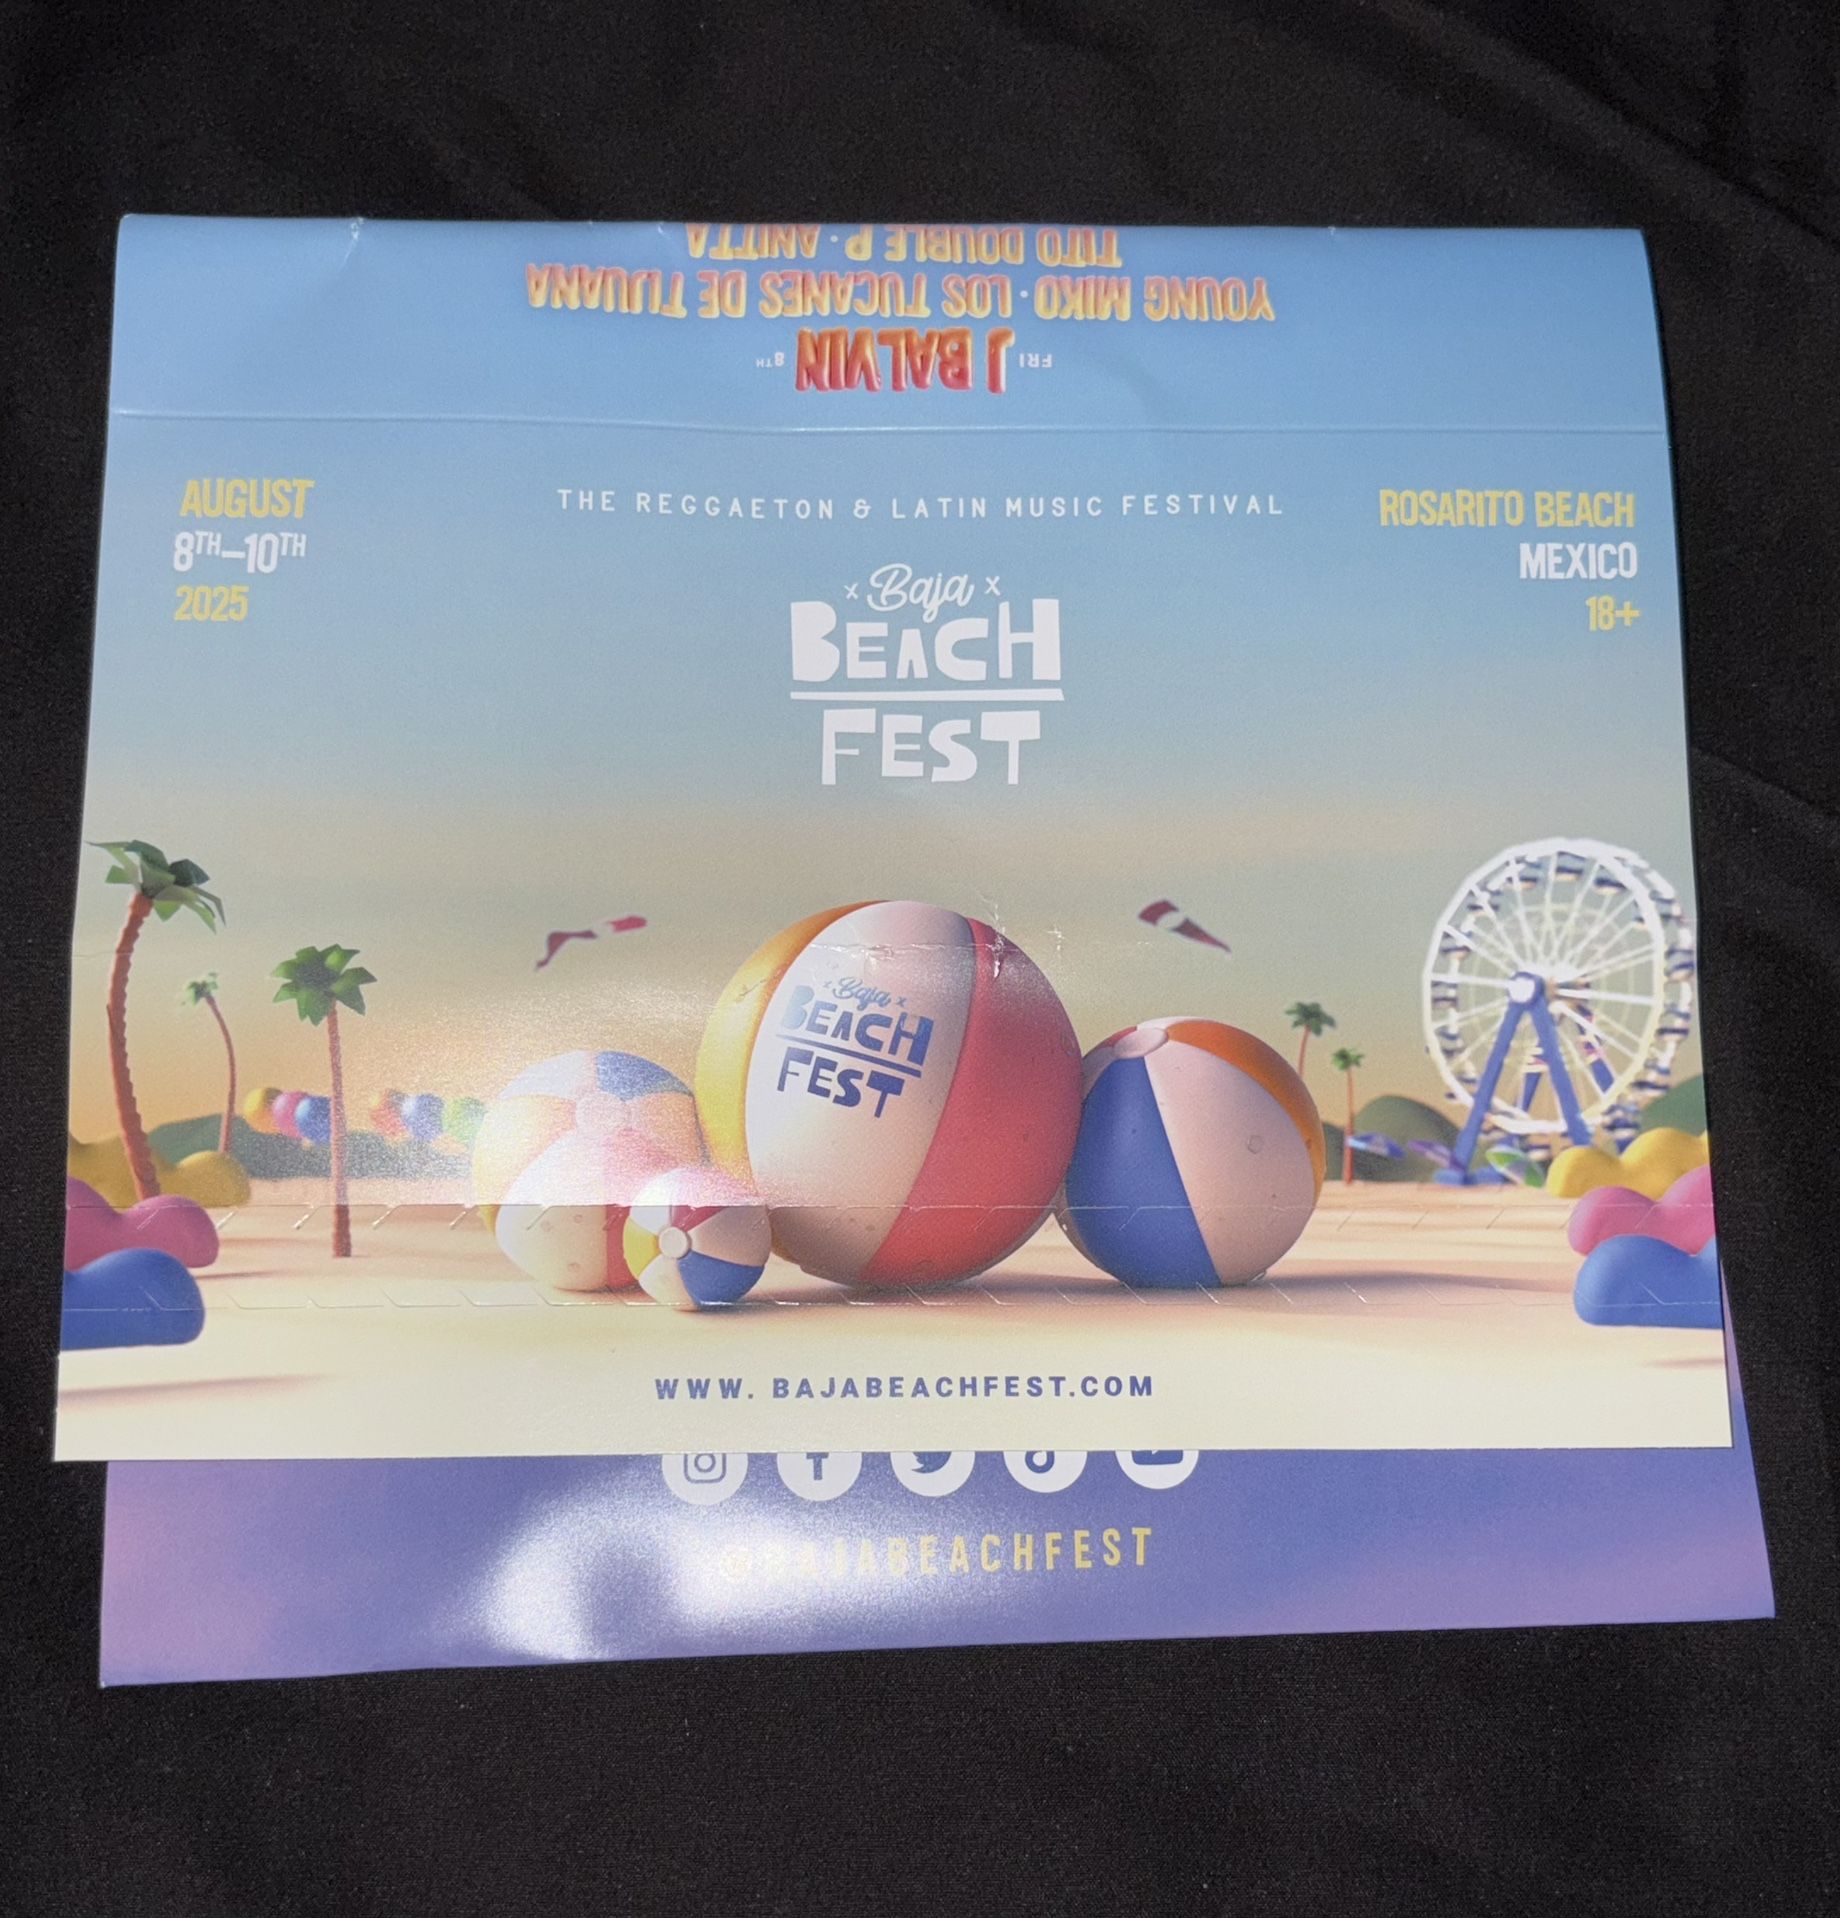 FRI J BALVIN 8TH
YOUNG MIKO · LOS TUCANES DE TIJUANA
TITO DOUBLE P · ANITTA
AUGUST
8TH–10TH
2025
THE REGGAETON & LATIN MUSIC FESTIVAL
x Baja x
BEACH
FEST
ROSARITO BEACH
MEXICO
18+
x Baja x
BEACH
FEST
WWW. BAJABEACHFEST.COM
@BAJABEACHFEST